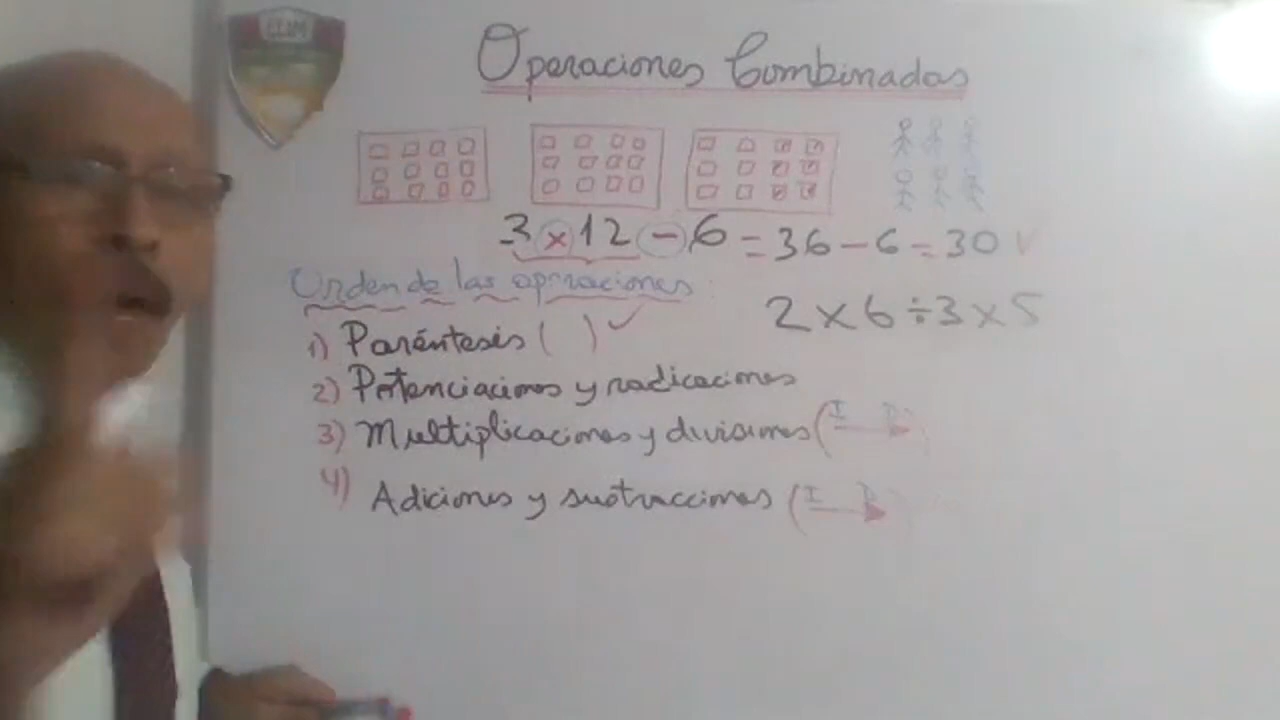 Operaciones Combinadas
3 × 12 - 6 = 36 - 6 = 30
Orden de las operaciones:
2 × 6 ÷ 3 × 5
1) Paréntesis ( ) ✓
2) Potenciaciones y radicaciones
3) Multiplicaciones y divisiones (I D)
4) Adiciones y sustracciones (I D)